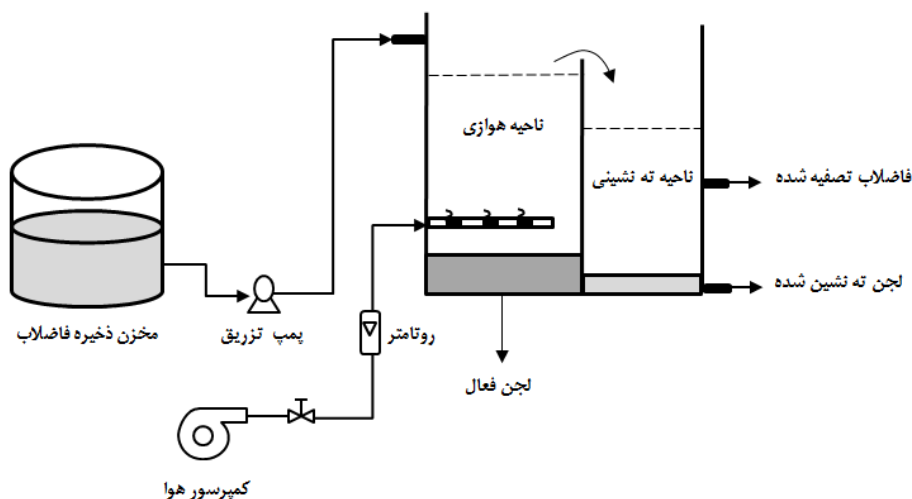 ناحیه هوازی
ناحیه ته نشینی
فاضلاب تصفیه شده
لجن ته نشین شده
مخزن ذخیره فاضلاب
پمپ تزریق
روتامتر
لجن فعال
کمپرسور هوا